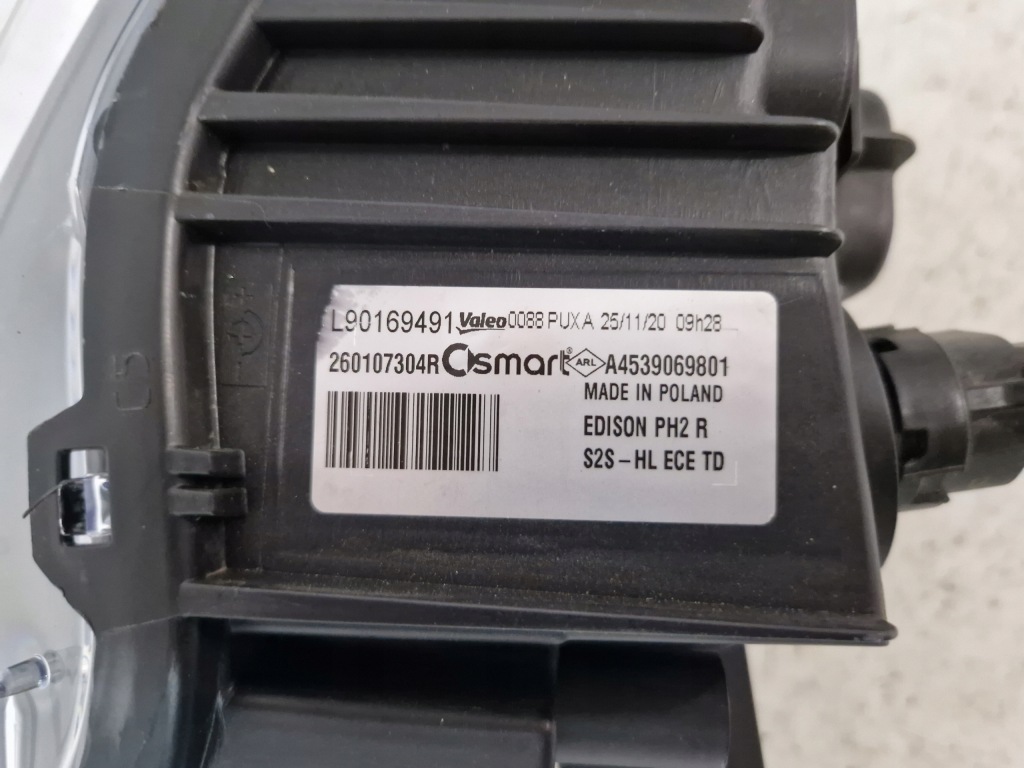 L90169491 Valeo 0088 PUXA 25/11/20 09h28
260107304R smart® ARL A4539069801
MADE IN POLAND
EDISON PH2 R
S2S-HL ECE TD
C5